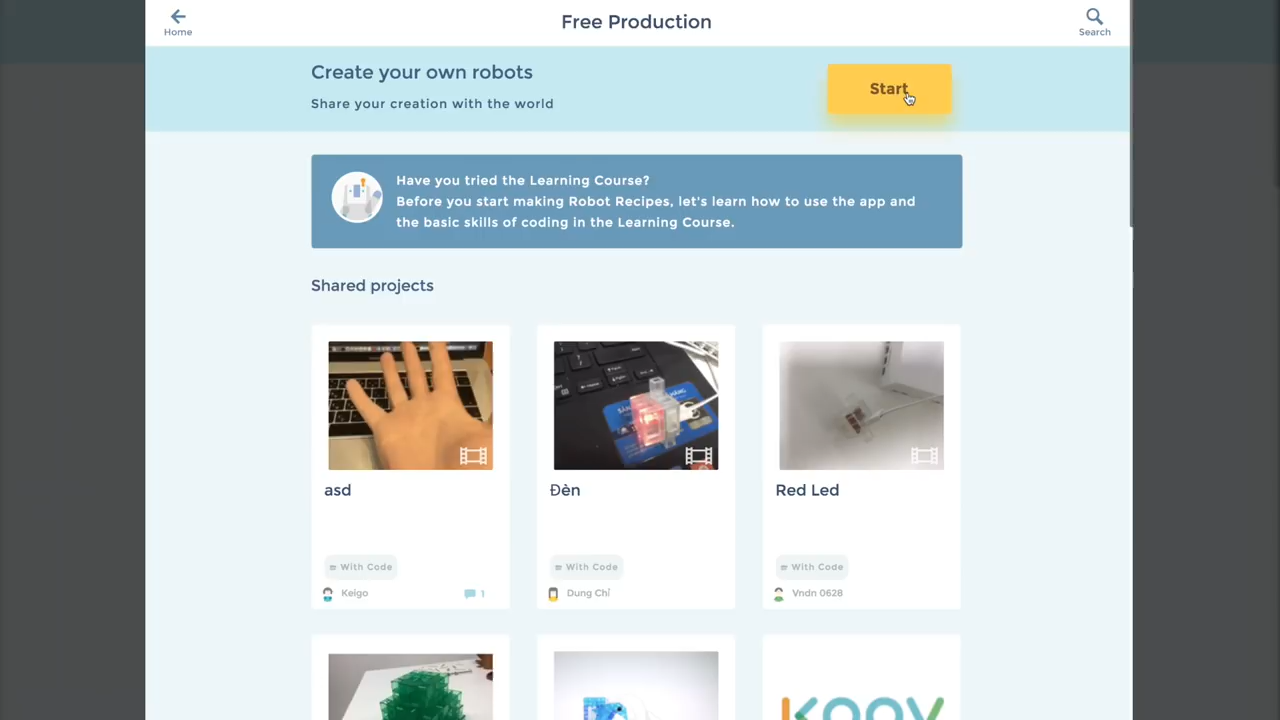 Free Production
Home
Search
Create your own robots
Share your creation with the world
Start
Have you tried the Learning Course?
Before you start making Robot Recipes, let's learn how to use the app and
the basic skills of coding in the Learning Course.
Shared projects
asd
Đèn
Red Led
With Code
With Code
With Code
Keigo
1
Dung Chỉ
Vndn 0628